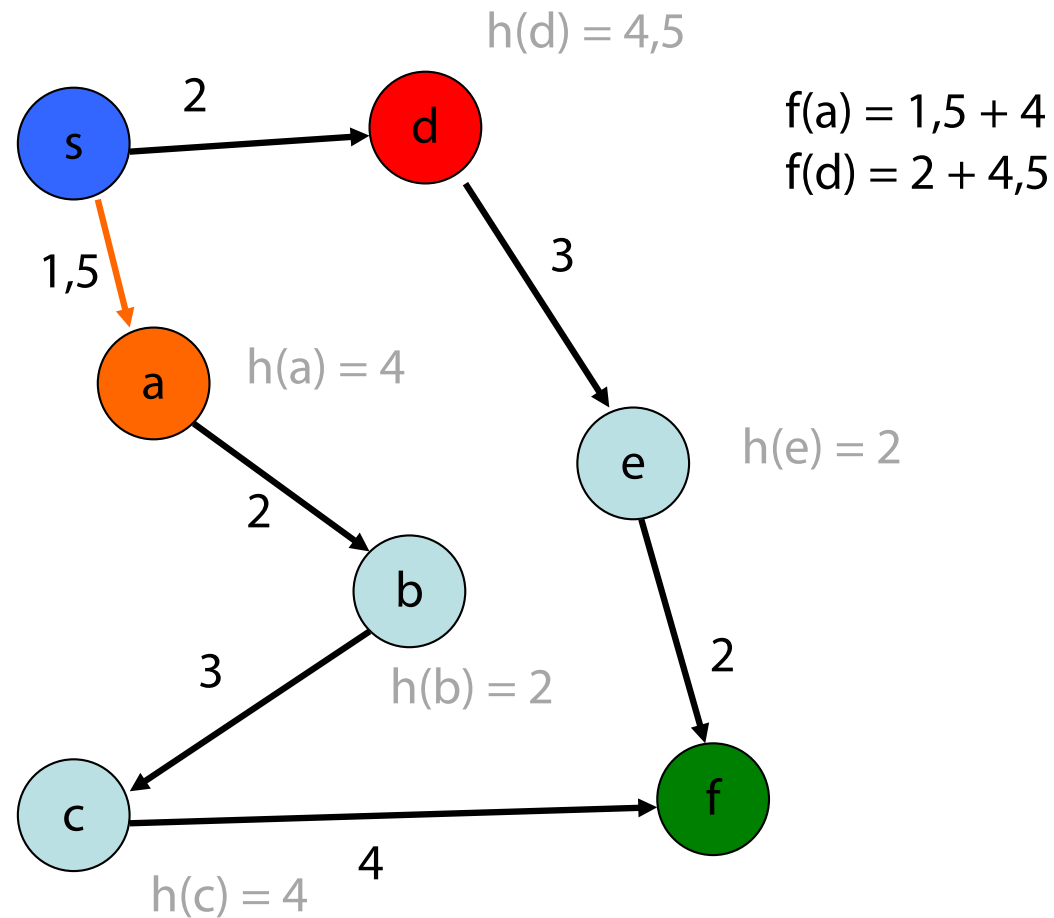 h(d) = 4,5
2
s
d
f(a) = 1,5 + 4
f(d) = 2 + 4,5
1,5
3
a
h(a) = 4
e
h(e) = 2
2
b
3
h(b) = 2
2
c
f
4
h(c) = 4